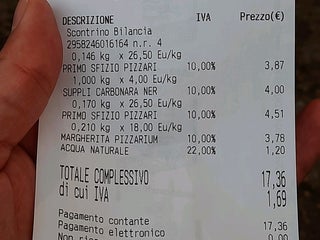 DESCRIZIONE IVA Prezzo(€)
Scontrino Bilancia
2958246016164 n.r. 4
0,146 kg x 26,50 Eu/kg
PRIMO SFIZIO PIZZARI 10,00% 3,87
1,000 kg x 4,00 Eu/kg
SUPPLI CARBONARA NER 10,00% 4,00
0,170 kg x 26,50 Eu/kg
PRIMO SFIZIO PIZZARI 10,00% 4,51
0,210 kg x 18,00 Eu/kg
MARGHERITA PIZZARIUM 10,00% 3,78
ACQUA NATURALE 22,00% 1,20
TOTALE COMPLESSIVO 17,36
di cui IVA 1,69
Pagamento contante 17,36
Pagamento elettronico 0,00
Non